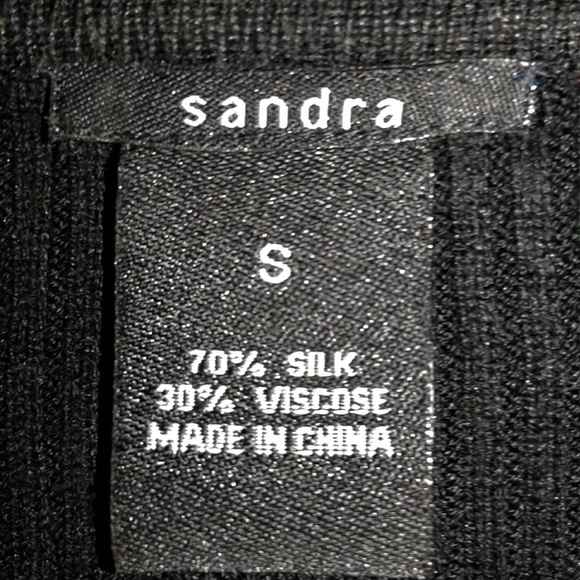 sandra
S
70% SILK
30% VISCOSE
MADE IN CHINA